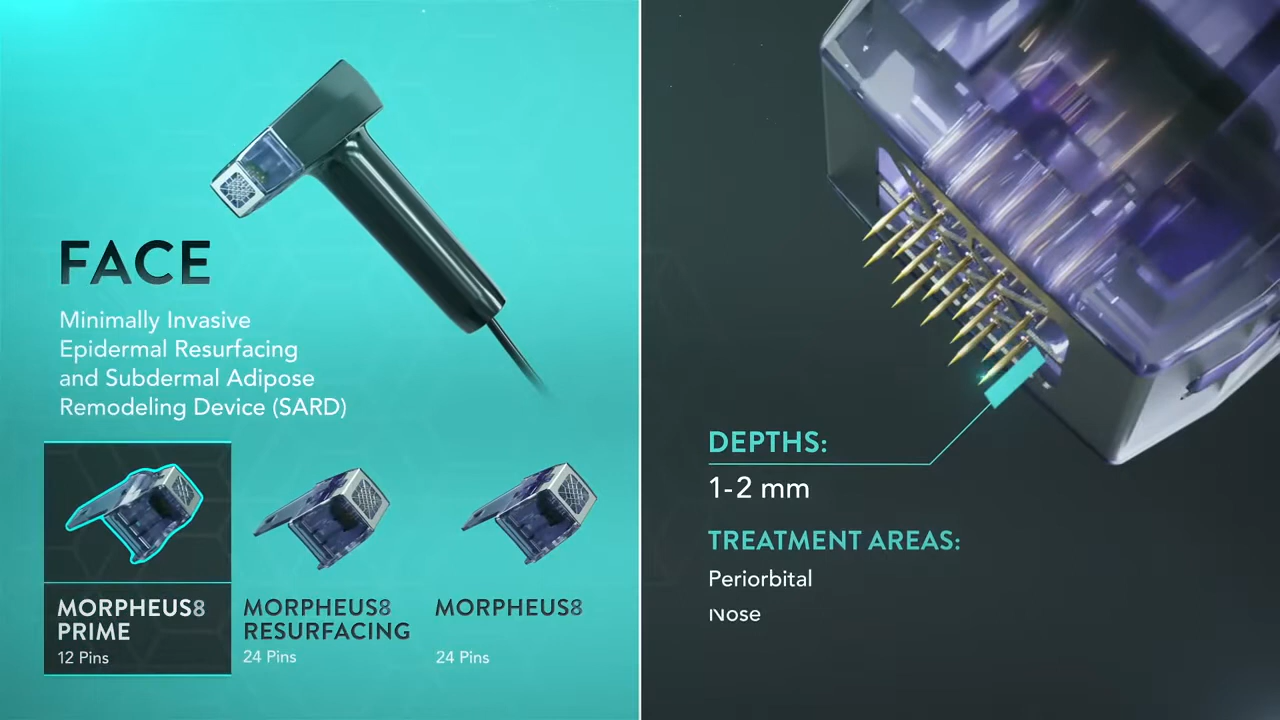 FACE
Minimally Invasive
Epidermal Resurfacing
and Subdermal Adipose
Remodeling Device (SARD)
MORPHEUS8
PRIME
12 Pins
MORPHEUS8
RESURFACING
24 Pins
MORPHEUS8
24 Pins
DEPTHS:
1-2 mm
TREATMENT AREAS:
Periorbital
Nose